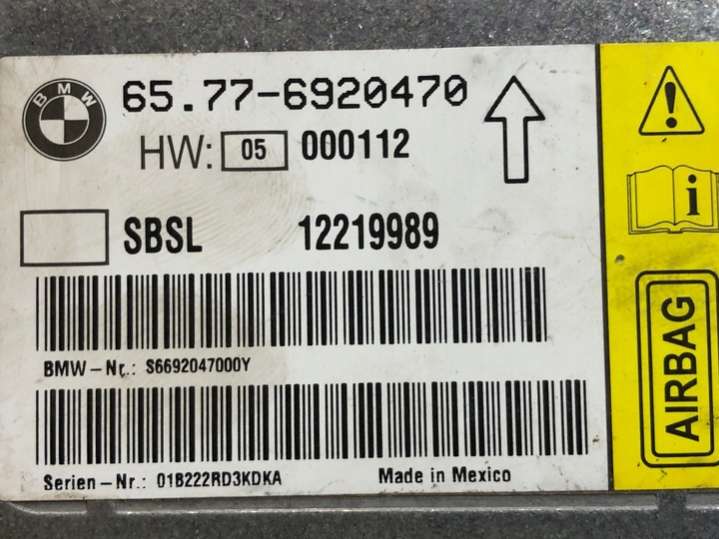 BMW
65.77-6920470
HW: 05 000112
SBSL 12219989
BMW-Nr.: S6692047000Y
Serien-Nr.: 01B222RD3KDKA Made in Mexico
!
i
AIRBAG